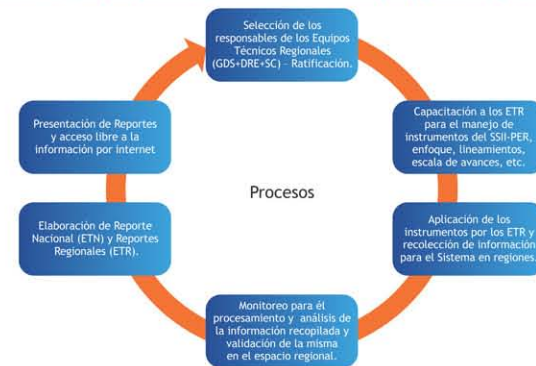 Selección de los
responsables de los Equipos
Técnicos Regionales
(GDS+DRE+SC) – Ratificación.
Capacitación a los ETR
para el manejo de
instrumentos del SSII-PER,
enfoque, lineamientos,
escala de avances, etc.
Aplicación de los
instrumentos por los ETR y
recolección de información
para el Sistema en regiones.
Monitoreo para él
procesamiento y análisis de
la información recopilada y
validación de la misma
en el espacio regional.
Elaboración de Reporte
Nacional (ETN) y Reportes
Regionales (ETR).
Presentación de Reportes
y acceso libre a la
información por internet
Procesos